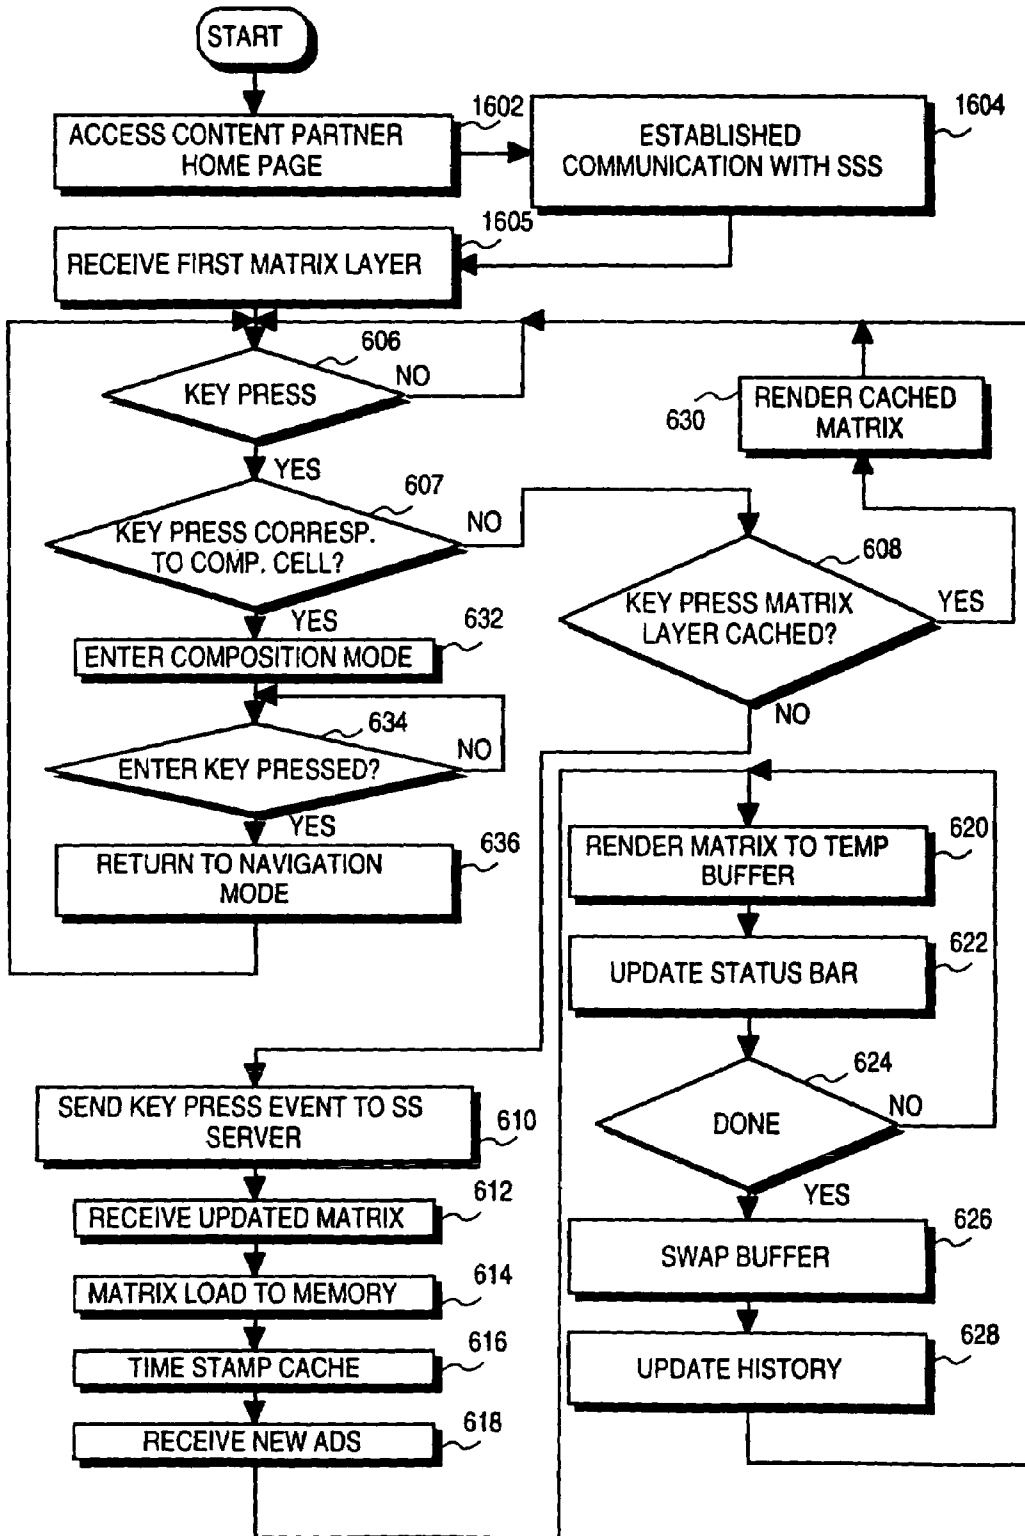 START
1602
ACCESS CONTENT PARTNER
HOME PAGE
1604
ESTABLISHED
COMMUNICATION WITH SSS
1605
RECEIVE FIRST MATRIX LAYER
606
KEY PRESS
NO
YES
630
RENDER CACHED
MATRIX
607
KEY PRESS CORRESP.
TO COMP. CELL?
NO
YES
608
KEY PRESS MATRIX
LAYER CACHED?
YES
NO
632
ENTER COMPOSITION MODE
634
ENTER KEY PRESSED?
NO
YES
636
RETURN TO NAVIGATION
MODE
620
RENDER MATRIX TO TEMP
BUFFER
622
UPDATE STATUS BAR
624
DONE
NO
YES
610
SEND KEY PRESS EVENT TO SS
SERVER
612
RECEIVE UPDATED MATRIX
614
MATRIX LOAD TO MEMORY
616
TIME STAMP CACHE
618
RECEIVE NEW ADS
626
SWAP BUFFER
628
UPDATE HISTORY